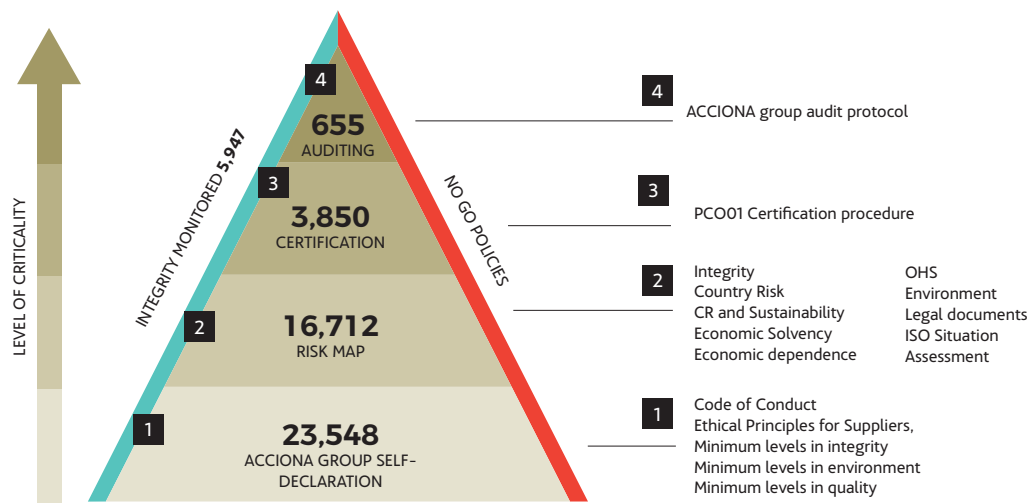 LEVEL OF CRITICALITY
INTEGRITY MONITORED 5,947
NO GO POLICIES
4
655
AUDITING
3
3,850
CERTIFICATION
2
16,712
RISK MAP
1
23,548
ACCIONA GROUP SELF-
DECLARATION
4
ACCIONA group audit protocol
3
PCO01 Certification procedure
2
Integrity
Country Risk
CR and Sustainability
Economic Solvency
Economic dependence
OHS
Environment
Legal documents
ISO Situation
Assessment
1
Code of Conduct
Ethical Principles for Suppliers,
Minimum levels in integrity
Minimum levels in environment
Minimum levels in quality